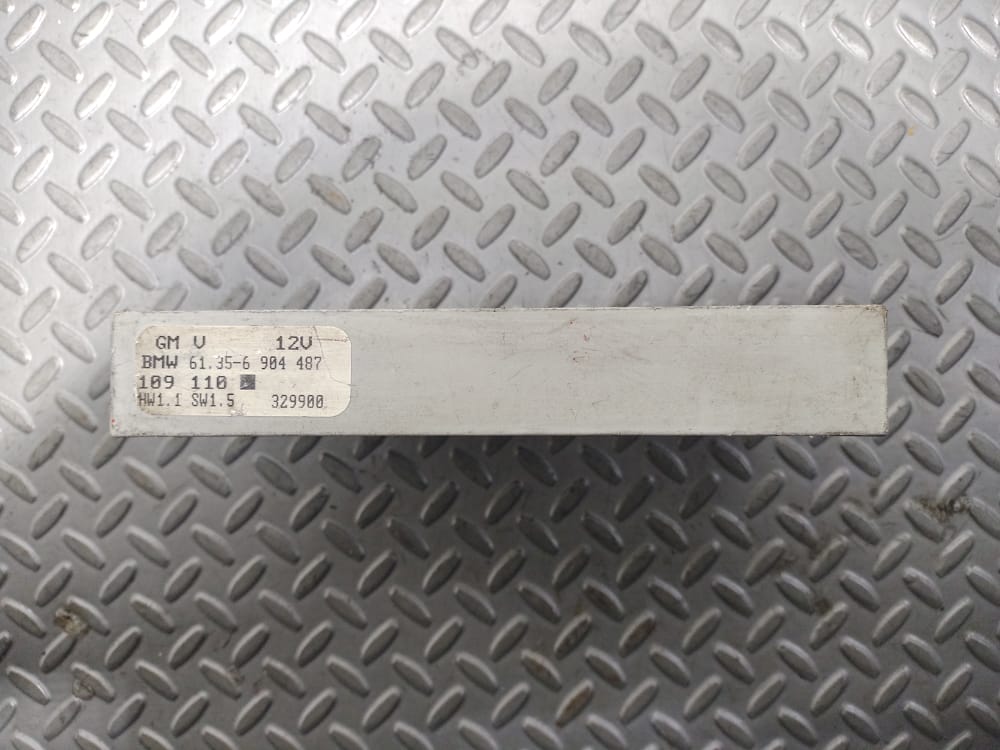 GM V 12V
BMW 61.35-6 904 487
109 110
HW1.1 SW1.5 329900